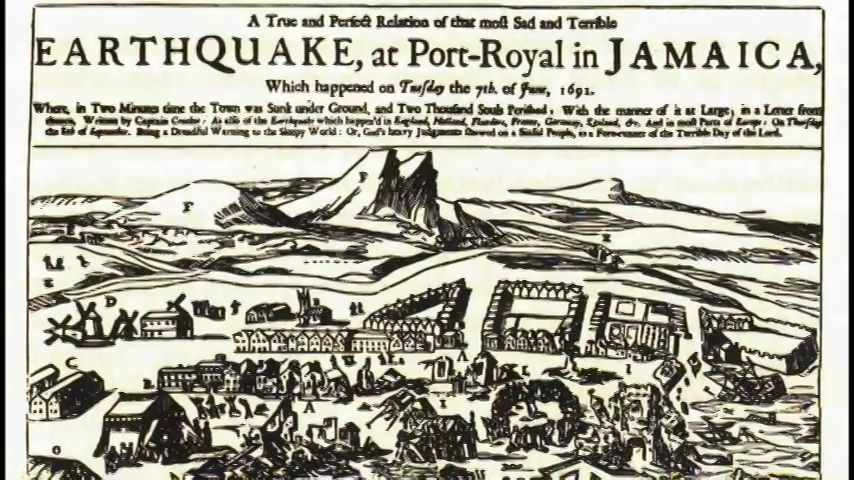 A True and Perfect Relation of that most Sad and Terrible
EARTHQUAKE, at Port-Royal in JAMAICA,
Which happened on Tuesday the 7th. of June, 1692.
Where, in Two Minutes time the Town was Sunk under Ground, and Two Thousand Souls Perished; With the manner of it at Large; in a Letter from
Written by Captain Crocket: As also of the Earthquake which happen'd in England, Holland, Flanders, France, Germany, Zealand, &c. And in most Parts of Europe: On Thursday
the 8th of September. Being a Dreadful Warning to the Sleepy World: Or, God's heavy Judgments showed on a Sinful People, as a Fore-runner of the Terrible Day of the Lord.
F
F
E
D
C
A
B
L
I
A
I
O